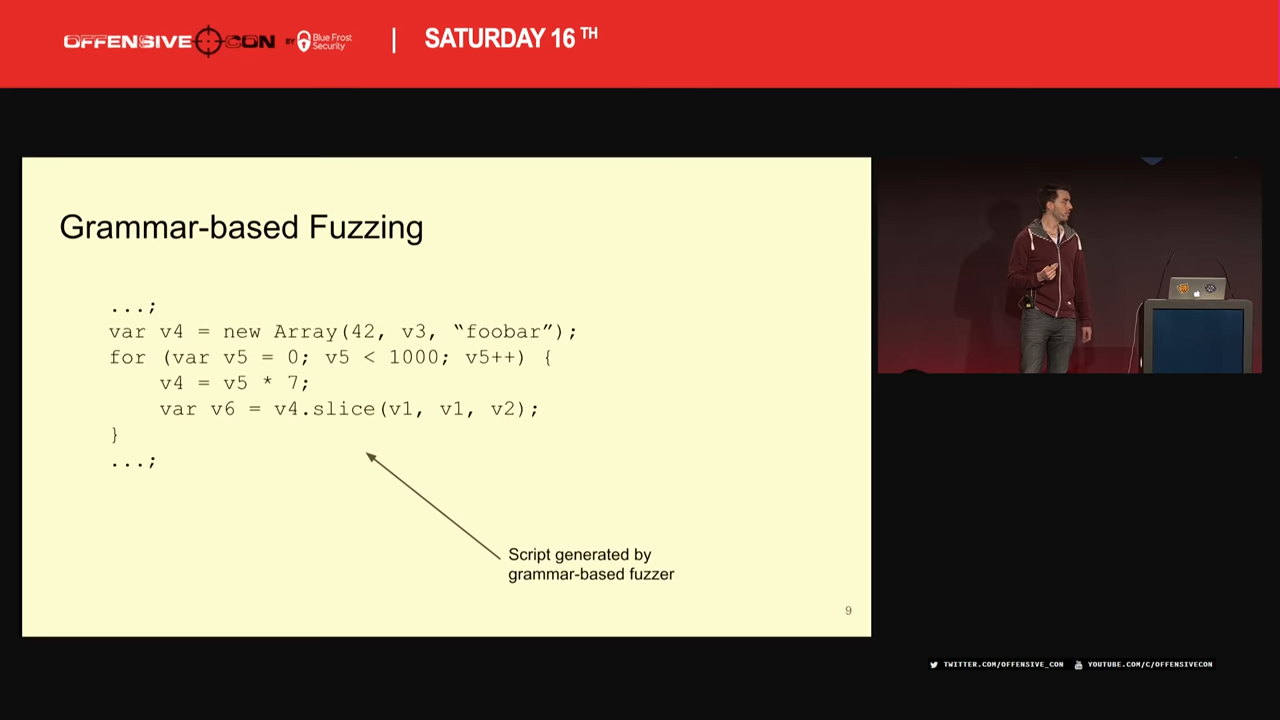 OFFENSIVE CON BY Blue Frost Security | SATURDAY 16 TH
Grammar-based Fuzzing
...;
var v4 = new Array(42, v3, “foobar”);
for (var v5 = 0; v5 < 1000; v5++) {
    v4 = v5 * 7;
    var v6 = v4.slice(v1, v1, v2);
}
...;
Script generated by
grammar-based fuzzer
9
TWITTER.COM/OFFENSIVE_CON YOUTUBE.COM/C/OFFENSIVECON